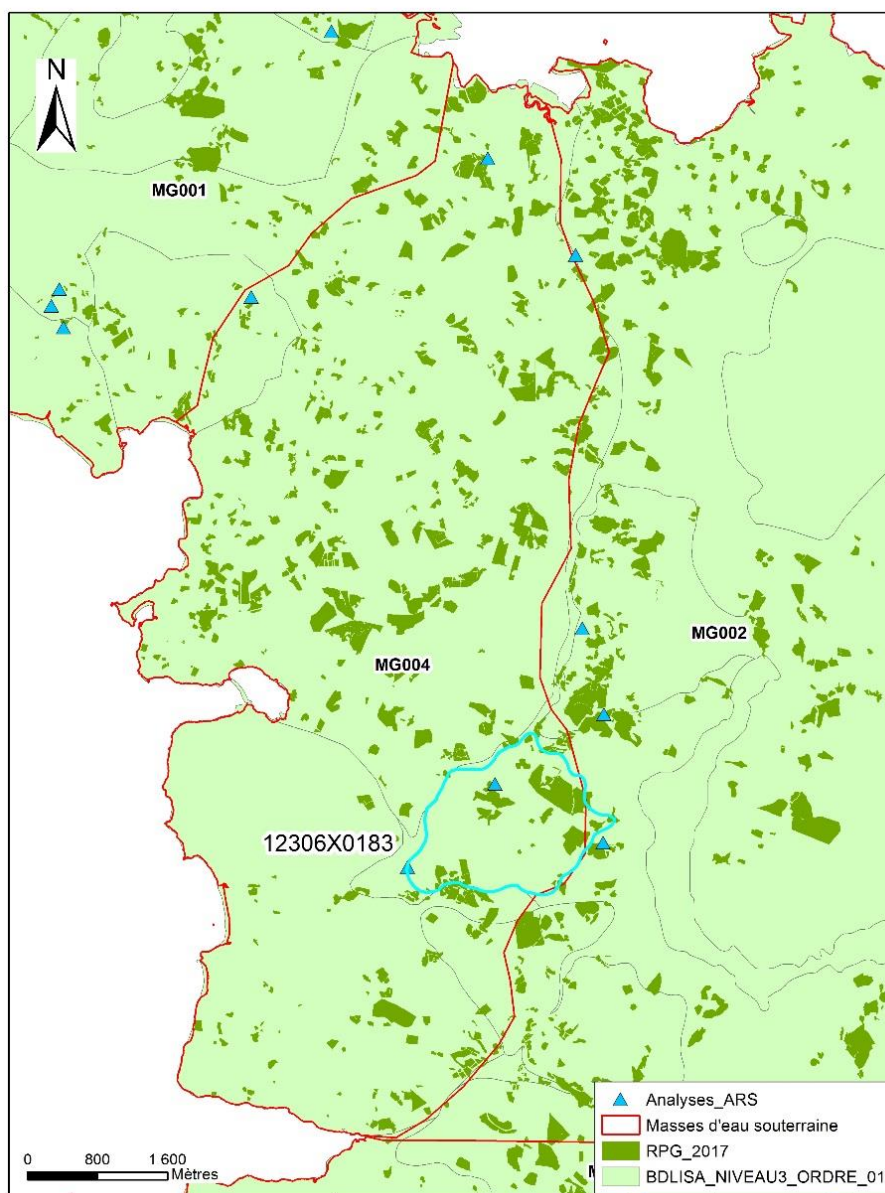 N
MG001
MG002
MG004
12306X0183
Analyses_ARS
Masses d'eau souterraine
RPG_2017
BDLISA_NIVEAU3_ORDRE_01
0 800 1 600
Mètres